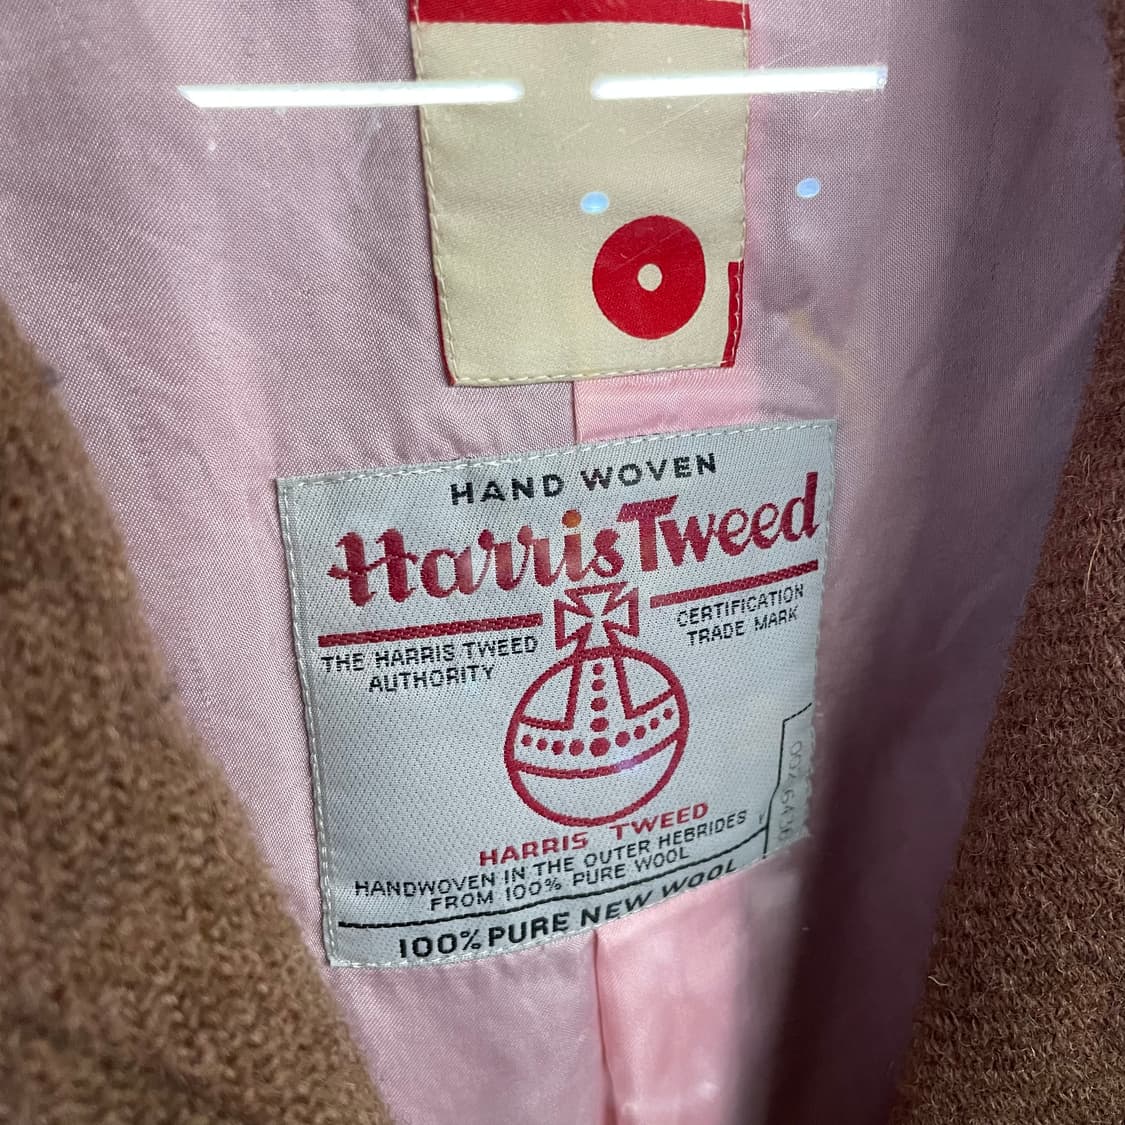 HAND WOVEN
Harris Tweed
THE HARRIS TWEED
AUTHORITY
CERTIFICATION
TRADE MARK
HARRIS TWEED
HANDWOVEN IN THE OUTER HEBRIDES
FROM 100% PURE WOOL
100% PURE NEW WOOL